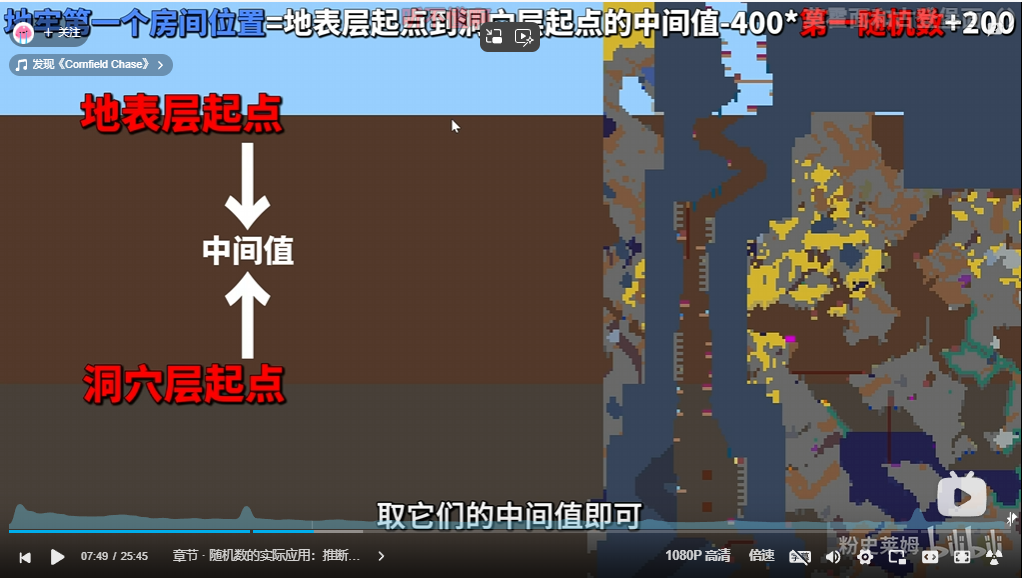 地牢第一个房间位置=地表层起点到洞穴层起点的中间值-400*第一随机数+200
+ 关注
发现《Cornfield Chase》 >
地表层起点
中间值
洞穴层起点
取它们的中间值即可
07:49 / 25:45
章节 · 随机数的实际应用：推断... >
1080P 高清
倍速
粉史莱姆
bilibili